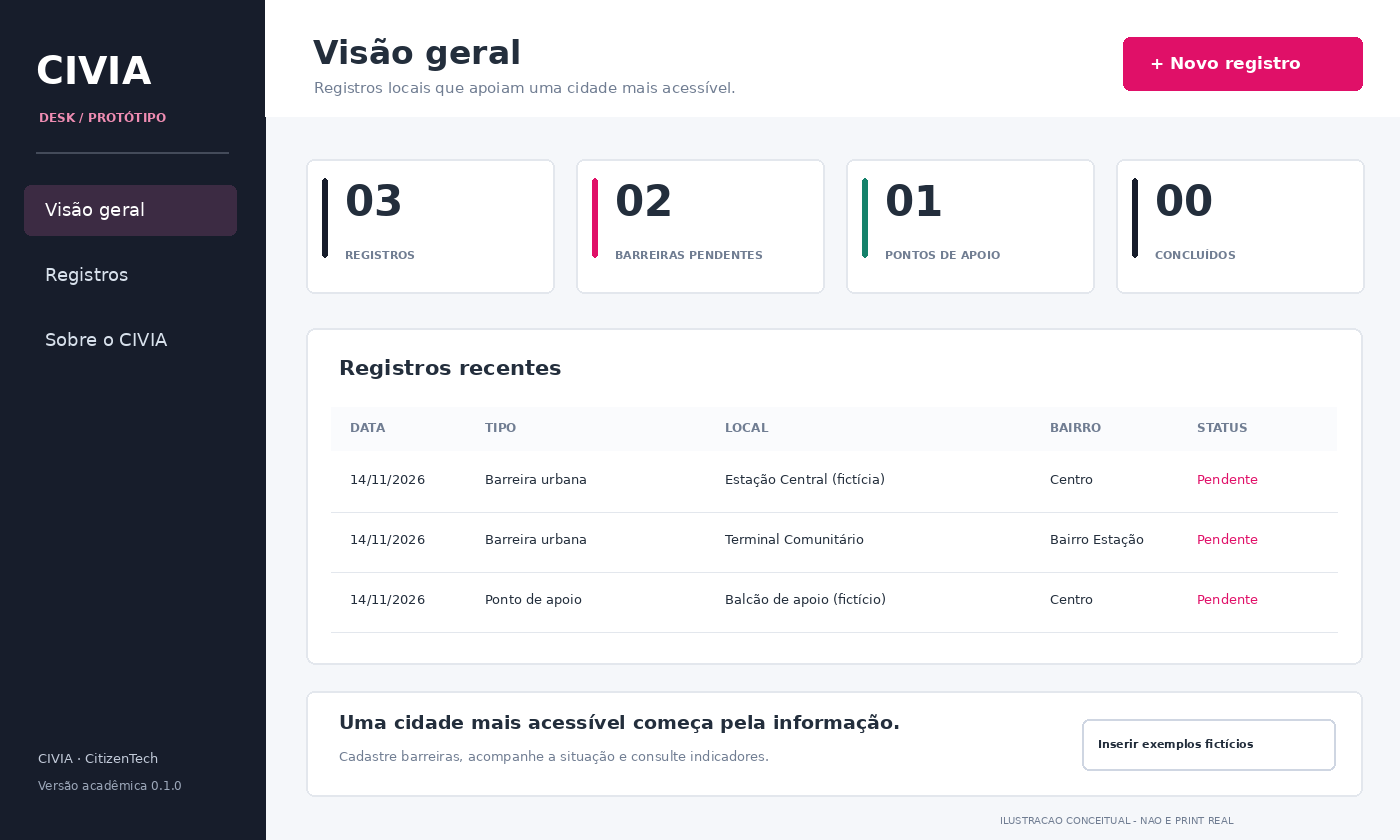 CIVIA
DESK / PROTÓTIPO
Visão geral
Registros
Sobre o CIVIA
CIVIA · CitizenTech
Versão acadêmica 0.1.0
Visão geral
Registros locais que apoiam uma cidade mais acessível.
+ Novo registro
03
REGISTROS
02
BARREIRAS PENDENTES
01
PONTOS DE APOIO
00
CONCLUÍDOS
Registros recentes
DATA TIPO LOCAL BAIRRO STATUS
14/11/2026 Barreira urbana Estação Central (fictícia) Centro Pendente
14/11/2026 Barreira urbana Terminal Comunitário Bairro Estação Pendente
14/11/2026 Ponto de apoio Balcão de apoio (fictício) Centro Pendente
Uma cidade mais acessível começa pela informação.
Cadastre barreiras, acompanhe a situação e consulte indicadores.
Inserir exemplos fictícios
ILUSTRACAO CONCEITUAL - NAO E PRINT REAL